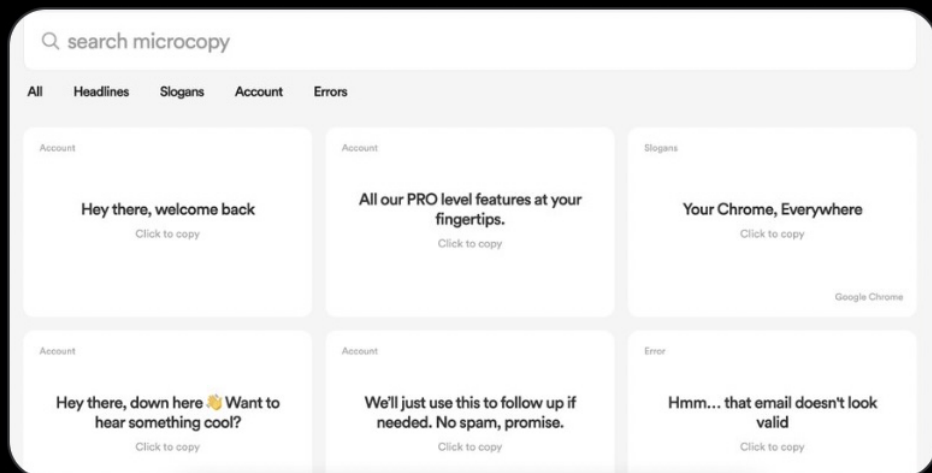 search microcopy
All Headlines Slogans Account Errors
Account
Hey there, welcome back
Click to copy
Account
All our PRO level features at your
fingertips.
Click to copy
Slogans
Your Chrome, Everywhere
Click to copy
Google Chrome
Account
Hey there, down here 👋 Want to
hear something cool?
Click to copy
Account
We'll just use this to follow up if
needed. No spam, promise.
Click to copy
Error
Hmm... that email doesn't look
valid
Click to copy